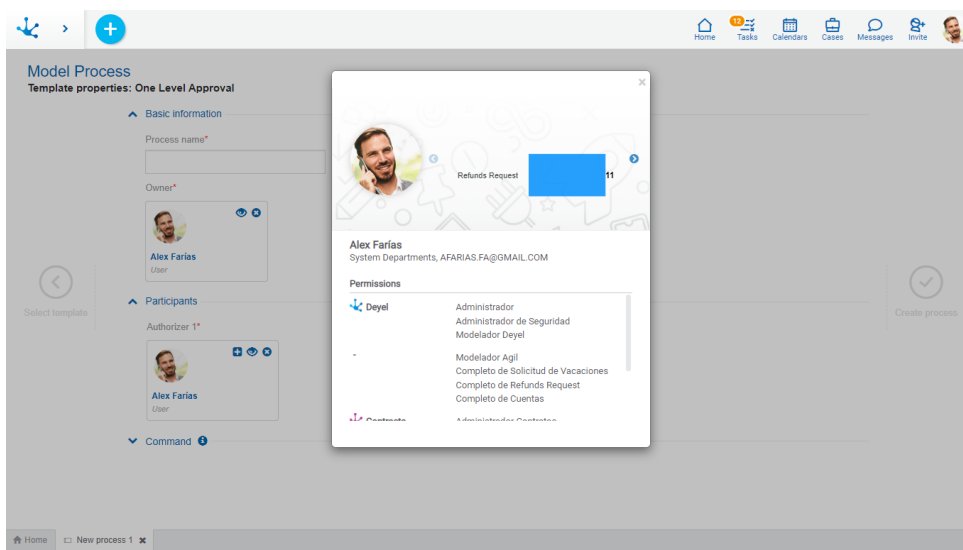 12
Home
Tasks
Calendars
Cases
Messages
Invite
Model Process
Template properties: One Level Approval
Basic information
Process name*
Owner*
Alex Farías
User
Select template
Participants
Authorizer 1*
Alex Farías
User
Command
Create process
×
Refunds Request
11
Alex Farías
System Departments, AFARIAS.FA@GMAIL.COM
Permissions
Deyel
Administrador
Administrador de Seguridad
Modelador Deyel
-
Modelador Agil
Completo de Solicitud de Vacaciones
Completo de Refunds Request
Completo de Cuentas
Contracts
Administrador Contratos
Home
New process 1